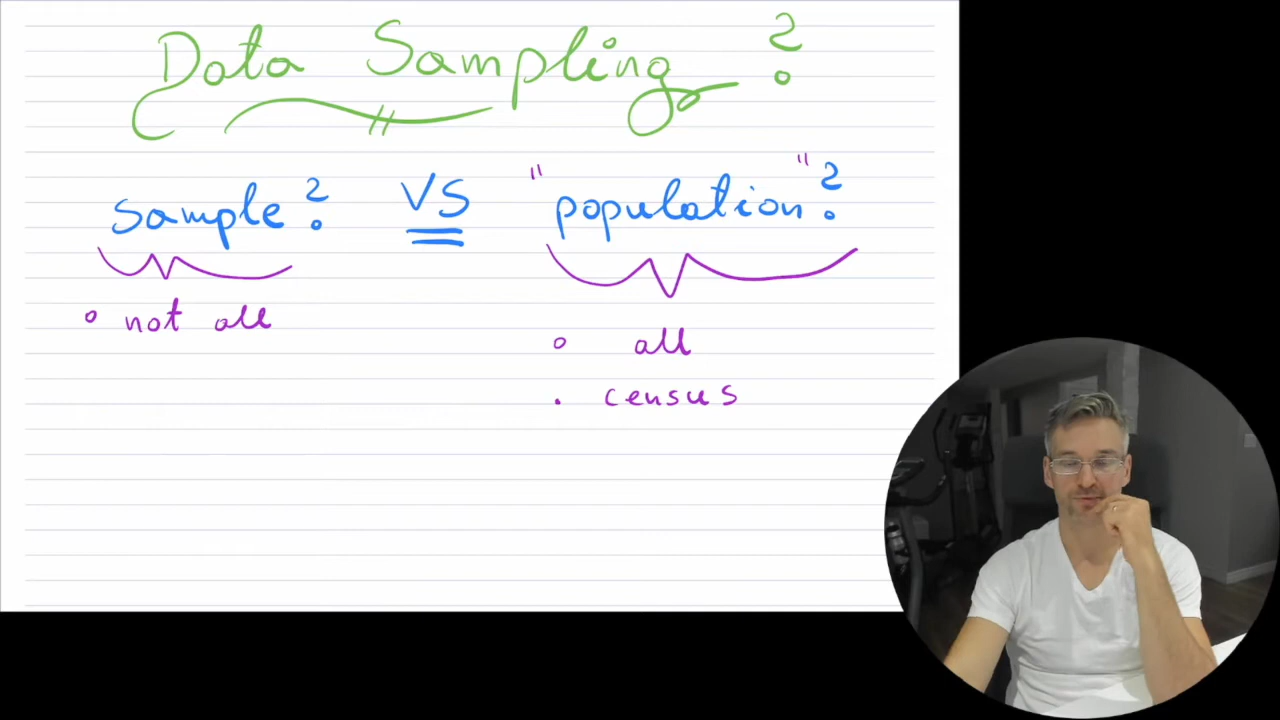 Data Sampling ?
sample? VS "population"?
• not all
• all
• census